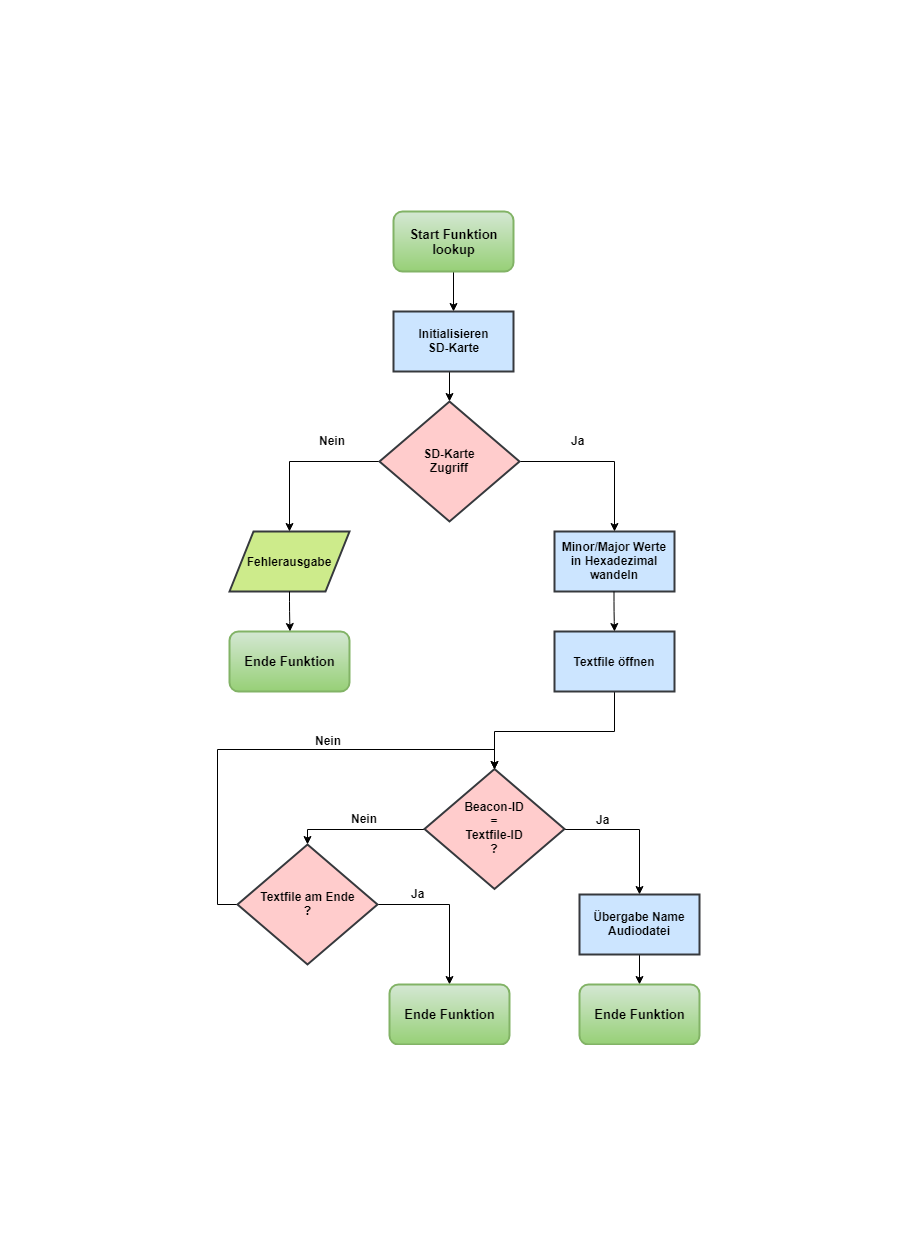 Start Funktion
lookup
Initialisieren
SD-Karte
SD-Karte
Zugriff
Nein
Ja
Fehlerausgabe
Minor/Major Werte
in Hexadezimal
wandeln
Ende Funktion
Textfile öffnen
Nein
Beacon-ID
=
Textfile-ID
?
Nein
Ja
Textfile am Ende
?
Ja
Übergabe Name
Audiodatei
Ende Funktion
Ende Funktion